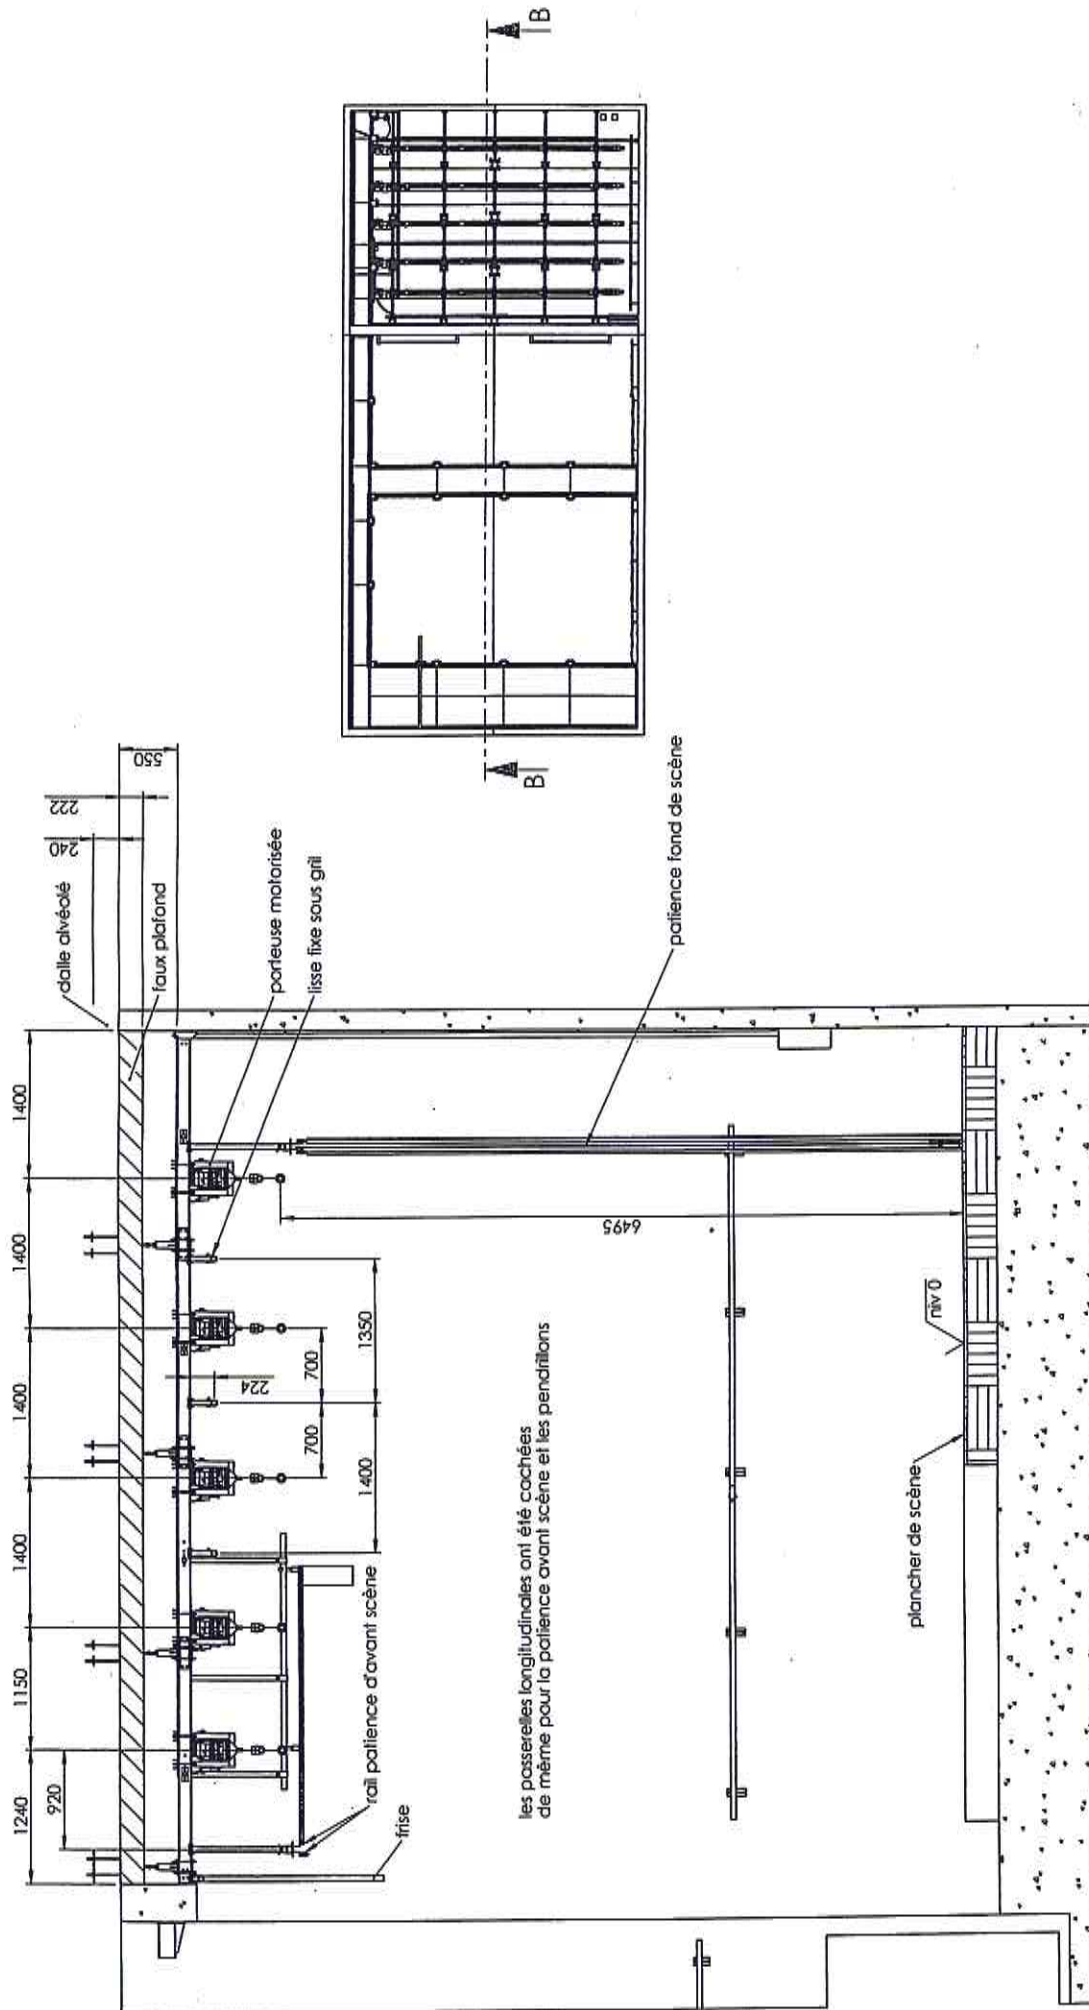 1240
1150
1400
1400
1400
1400
920
240
222
550
dalle alvéolé
faux plafond
porteuse motorisée
lisse fixe sous gril
224
700
700
1400
1350
6495
rail patience d'avant scène
frise
patience fond de scène
les passerelles longitudinales ont été cachées
de même pour la patience avant scène et les pendrillons
niv 0
plancher de scène
B
B